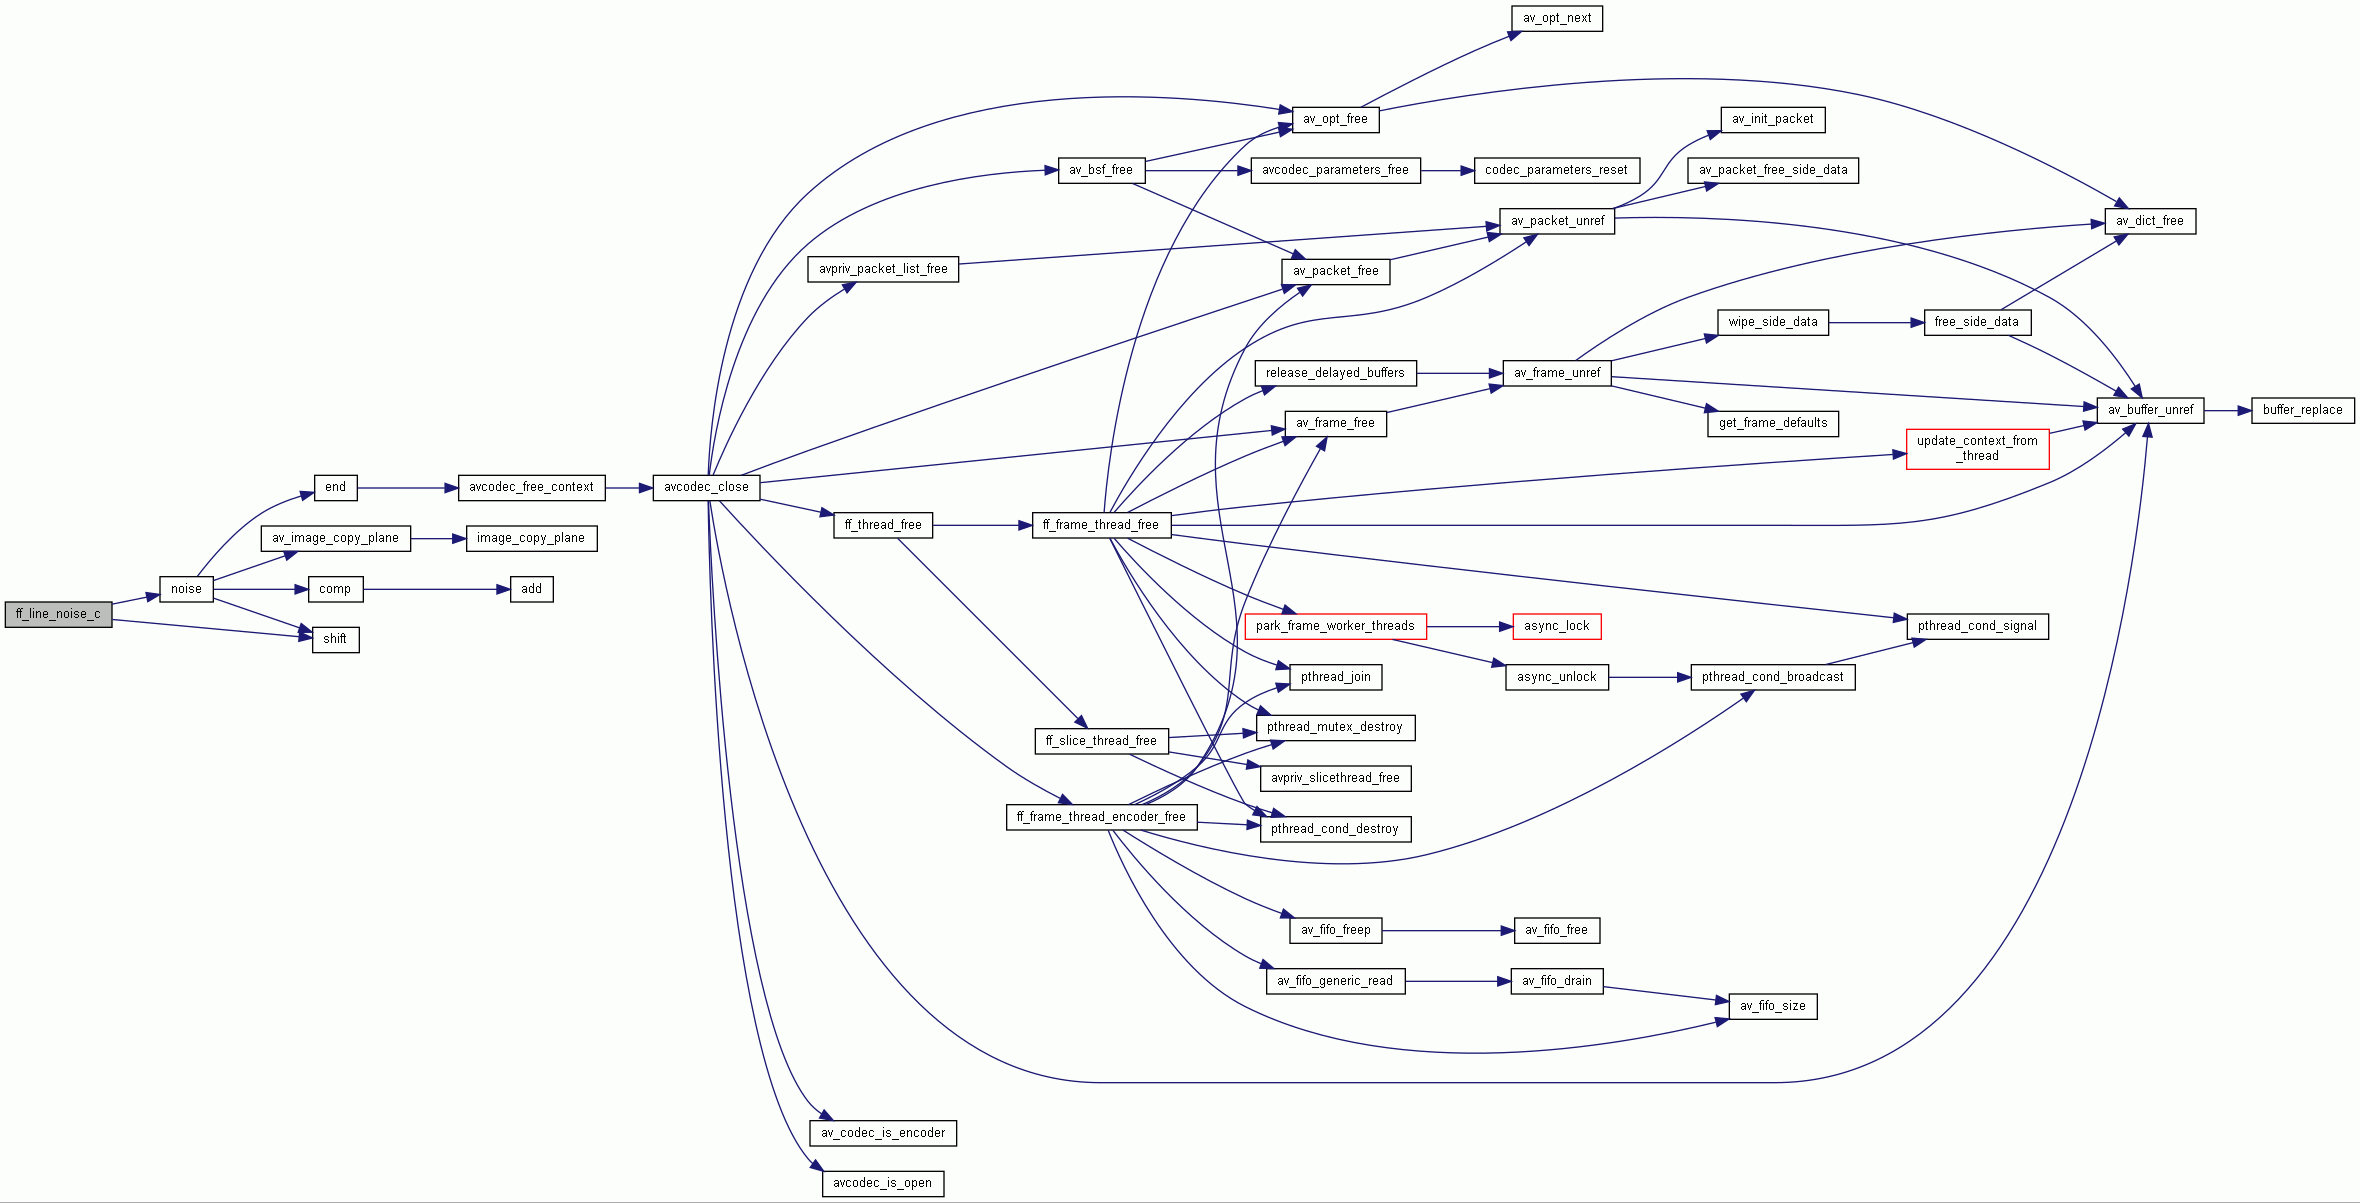 av_opt_next
av_opt_free
av_init_packet
av_bsf_free
avcodec_parameters_free
codec_parameters_reset
av_packet_free_side_data
av_packet_unref
av_dict_free
avpriv_packet_list_free
av_packet_free
wipe_side_data
free_side_data
release_delayed_buffers
av_frame_unref
av_frame_free
get_frame_defaults
av_buffer_unref
buffer_replace
update_context_from
_thread
end
avcodec_free_context
avcodec_close
ff_thread_free
ff_frame_thread_free
av_image_copy_plane
image_copy_plane
noise
comp
add
ff_line_noise_c
shift
park_frame_worker_threads
async_lock
pthread_cond_signal
pthread_join
async_unlock
pthread_cond_broadcast
ff_slice_thread_free
pthread_mutex_destroy
avpriv_slicethread_free
ff_frame_thread_encoder_free
pthread_cond_destroy
av_fifo_freep
av_fifo_free
av_fifo_generic_read
av_fifo_drain
av_fifo_size
av_codec_is_encoder
avcodec_is_open